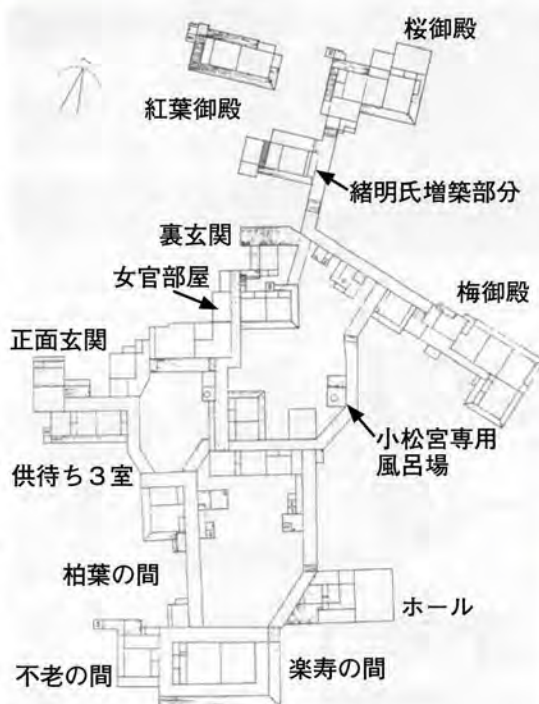 桜御殿
紅葉御殿
緒明氏増築部分
裏玄関
女官部屋
梅御殿
正面玄関
小松宮専用
風呂場
供待ち３室
柏葉の間
ホール
不老の間
楽寿の間